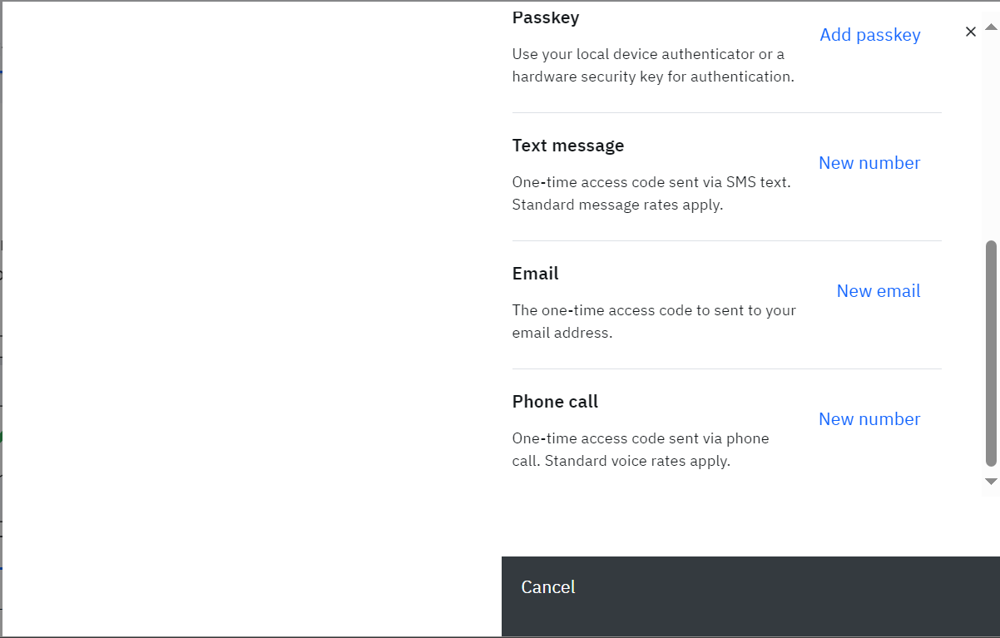 Passkey
Add passkey
Use your local device authenticator or a
hardware security key for authentication.
Text message
New number
One-time access code sent via SMS text.
Standard message rates apply.
Email
New email
The one-time access code to sent to your
email address.
Phone call
New number
One-time access code sent via phone
call. Standard voice rates apply.
Cancel